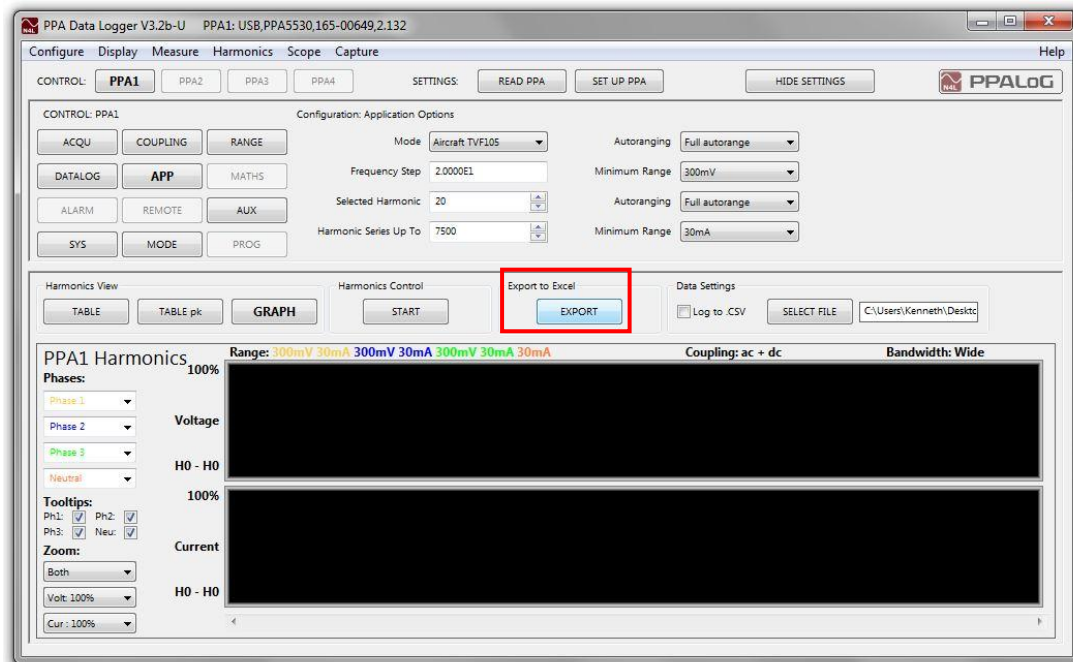 PPA Data Logger V3.2b-U PPA1: USB,PPA5530,165-00649,2.132
Configure Display Measure Harmonics Scope Capture Help
CONTROL: PPA1 PPA2 PPA3 PPA4 SETTINGS: READ PPA SET UP PPA HIDE SETTINGS N4L PPALoG
CONTROL: PPA1 Configuration: Application Options
ACQU COUPLING RANGE Mode Aircraft TVF105 Autoranging Full autorange
DATALOG APP MATHS Frequency Step 2.0000E1 Minimum Range 300mV
ALARM REMOTE AUX Selected Harmonic 20 Autoranging Full autorange
SYS MODE PROG Harmonic Series Up To 7500 Minimum Range 30mA
Harmonics View Harmonics Control Export to Excel Data Settings
TABLE TABLE pk GRAPH START EXPORT Log to .CSV SELECT FILE C:\Users\Kenneth\Deskto
PPA1 Harmonics Range: 300mV 30mA 300mV 30mA 300mV 30mA 30mA Coupling: ac + dc Bandwidth: Wide
100%
Phases:
Phase 1
Phase 2 Voltage
Phase 3
H0 - H0
Neutral
Tooltips: 100%
Ph1: Ph2:
Ph3: Neu:
Zoom: Current
Both
Volt: 100% H0 - H0
Cur : 100%